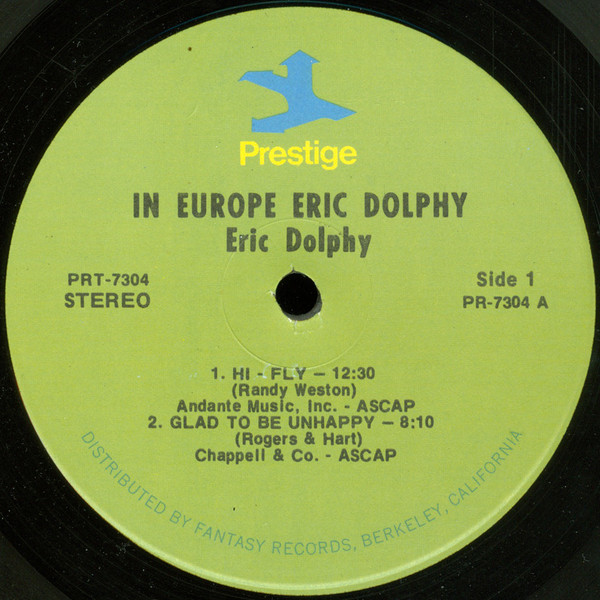 Prestige
IN EUROPE ERIC DOLPHY
Eric Dolphy
PRT-7304
STEREO
Side 1
PR-7304 A
1. HI - FLY – 12:30
(Randy Weston)
Andante Music, Inc. - ASCAP
2. GLAD TO BE UNHAPPY – 8:10
(Rogers & Hart)
Chappell & Co. - ASCAP
DISTRIBUTED BY FANTASY RECORDS, BERKELEY, CALIFORNIA